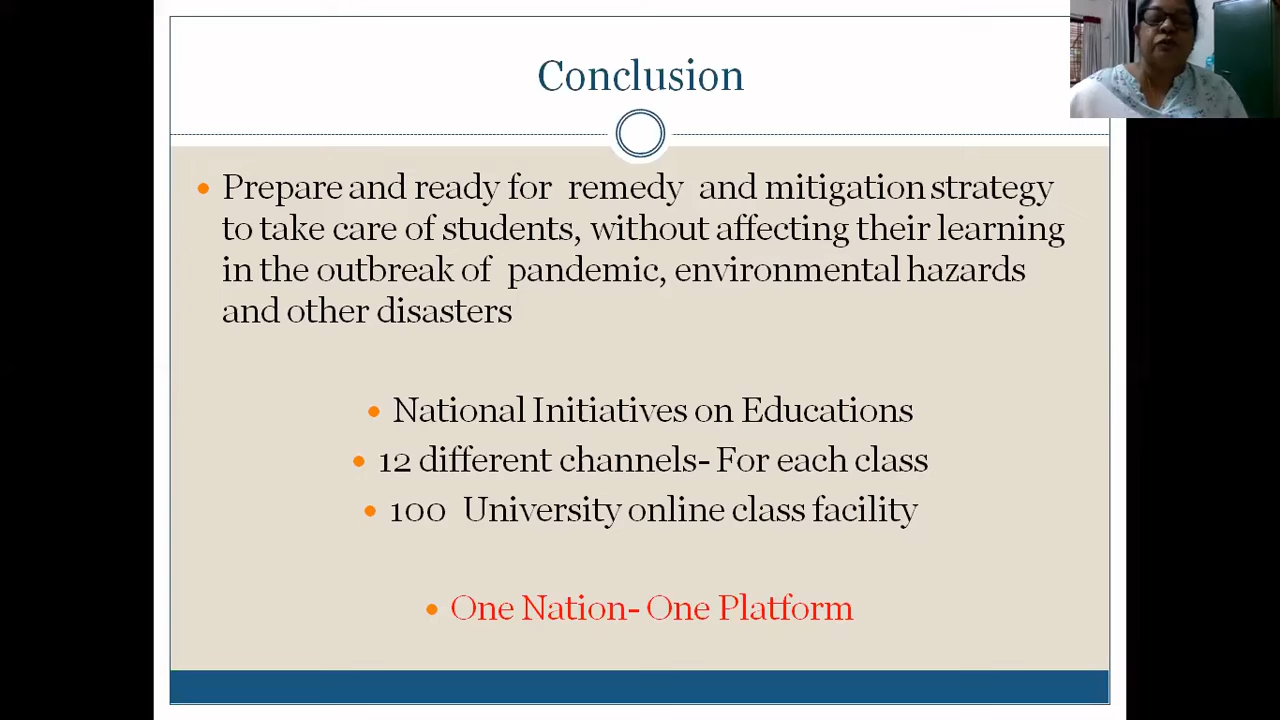 Conclusion
Prepare and ready for remedy and mitigation strategy
to take care of students, without affecting their learning
in the outbreak of pandemic, environmental hazards
and other disasters
National Initiatives on Educations
12 different channels- For each class
100 University online class facility
One Nation- One Platform